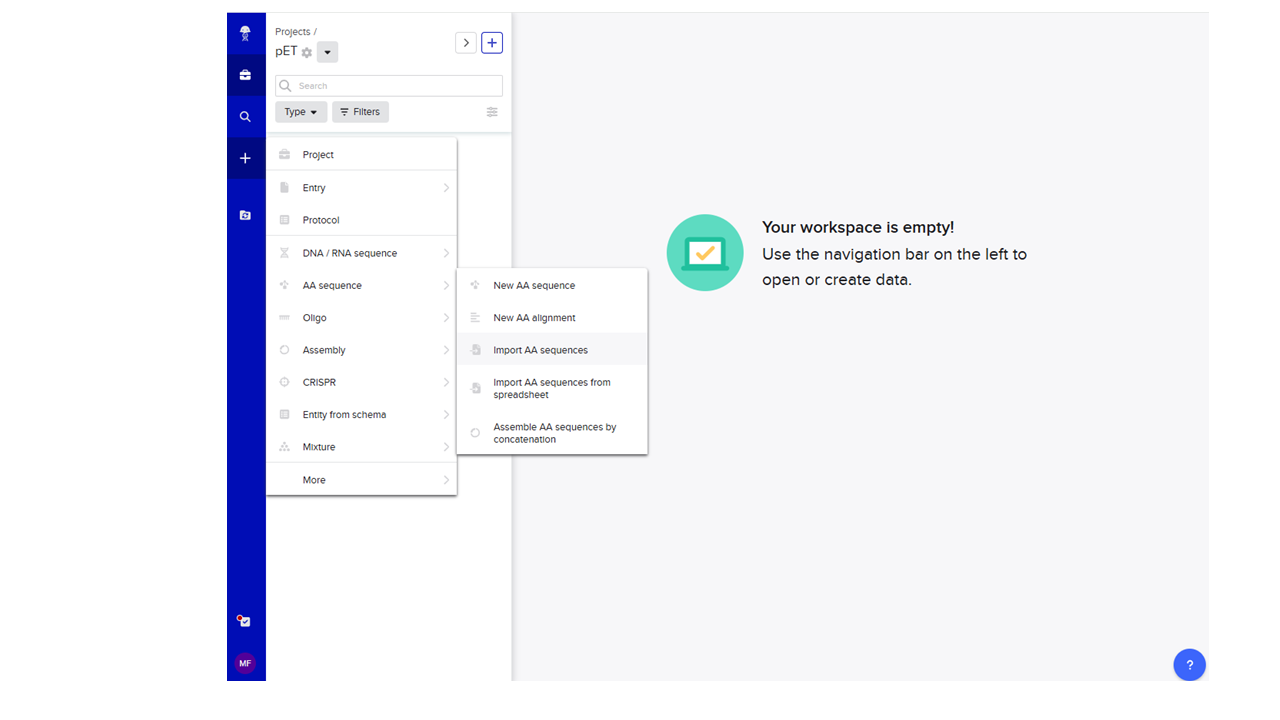 Projects /
pET
Search
Type
Filters
Project
Entry
Protocol
DNA / RNA sequence
AA sequence
Oligo
Assembly
CRISPR
Entity from schema
Mixture
More
New AA sequence
New AA alignment
Import AA sequences
Import AA sequences from
spreadsheet
Assemble AA sequences by
concatenation
Your workspace is empty!
Use the navigation bar on the left to
open or create data.
MF
?